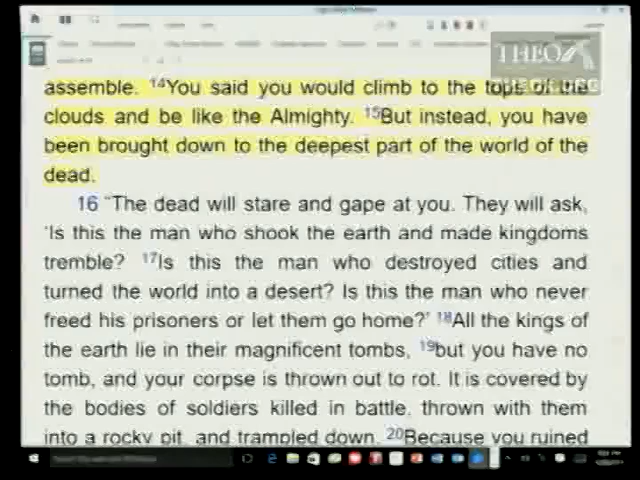 THEO
assemble. 14You said you would climb to the tops of the
clouds and be like the Almighty. 15But instead, you have
been brought down to the deepest part of the world of the
dead.
16 "The dead will stare and gape at you. They will ask,
'Is this the man who shook the earth and made kingdoms
tremble? 17Is this the man who destroyed cities and
turned the world into a desert? Is this the man who never
freed his prisoners or let them go home?' 18All the kings of
the earth lie in their magnificent tombs, 19but you have no
tomb, and your corpse is thrown out to rot. It is covered by
the bodies of soldiers killed in battle, thrown with them
into a rocky pit, and trampled down. 20Because you ruined